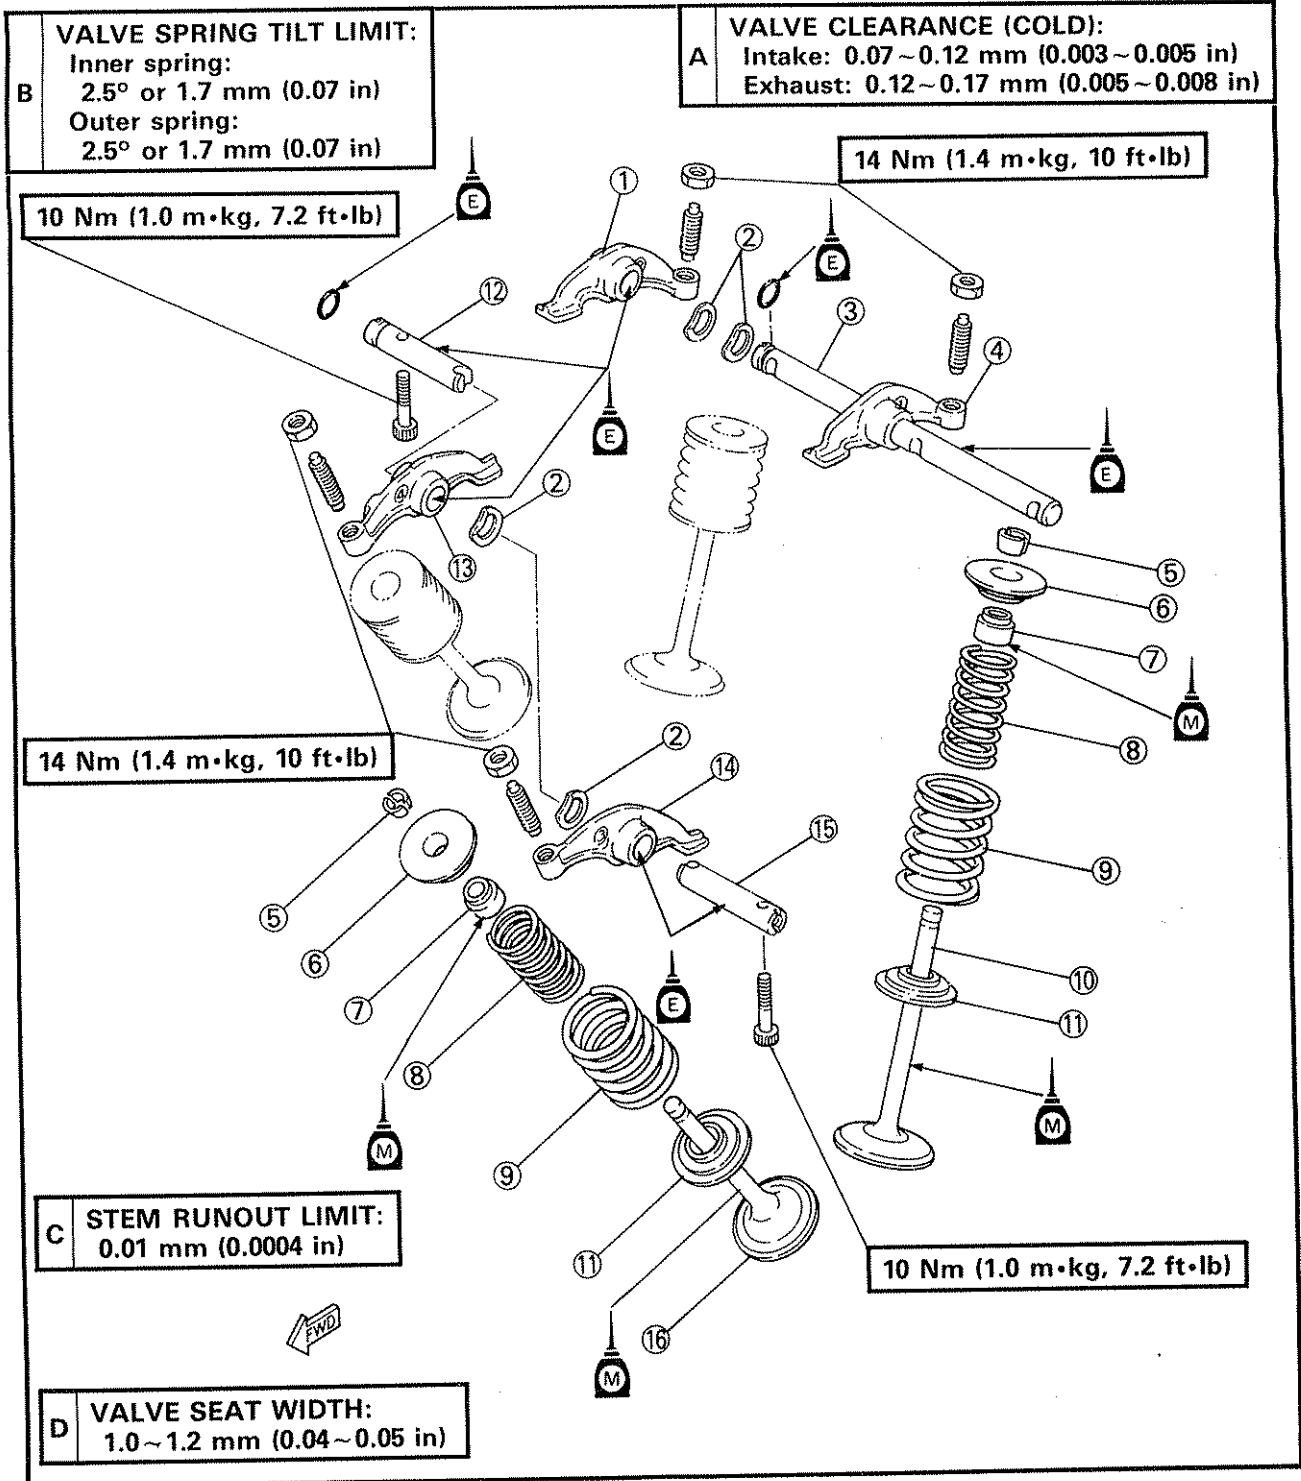 B
VALVE SPRING TILT LIMIT:
Inner spring:
2.5° or 1.7 mm (0.07 in)
Outer spring:
2.5° or 1.7 mm (0.07 in)
A
VALVE CLEARANCE (COLD):
Intake: 0.07~0.12 mm (0.003~0.005 in)
Exhaust: 0.12~0.17 mm (0.005~0.008 in)
14 Nm (1.4 m•kg, 10 ft•lb)
10 Nm (1.0 m•kg, 7.2 ft•lb)
E
①
②
E
⑫
③
④
E
E
②
⑬
⑤
⑥
⑦
M
⑧
14 Nm (1.4 m•kg, 10 ft•lb)
②
⑭
⑮
⑤
⑥
⑨
⑦
E
⑩
⑪
⑧
M
M
⑨
C
STEM RUNOUT LIMIT:
0.01 mm (0.0004 in)
⑪
10 Nm (1.0 m•kg, 7.2 ft•lb)
FWD
⑯
M
D
VALVE SEAT WIDTH:
1.0~1.2 mm (0.04~0.05 in)